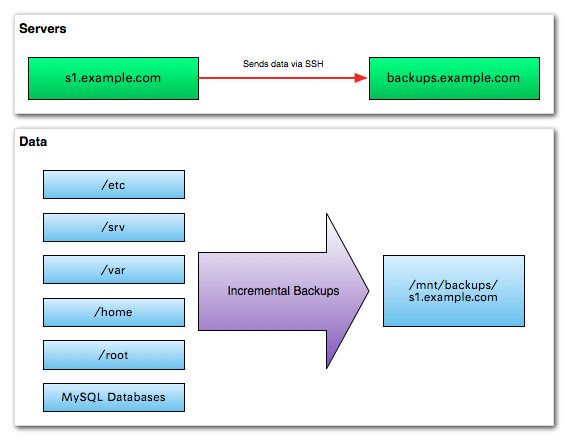 Servers
s1.example.com
Sends data via SSH
backups.example.com
Data
/etc
/srv
/var
/home
/root
MySQL Databases
Incremental Backups
/mnt/backups/
s1.example.com